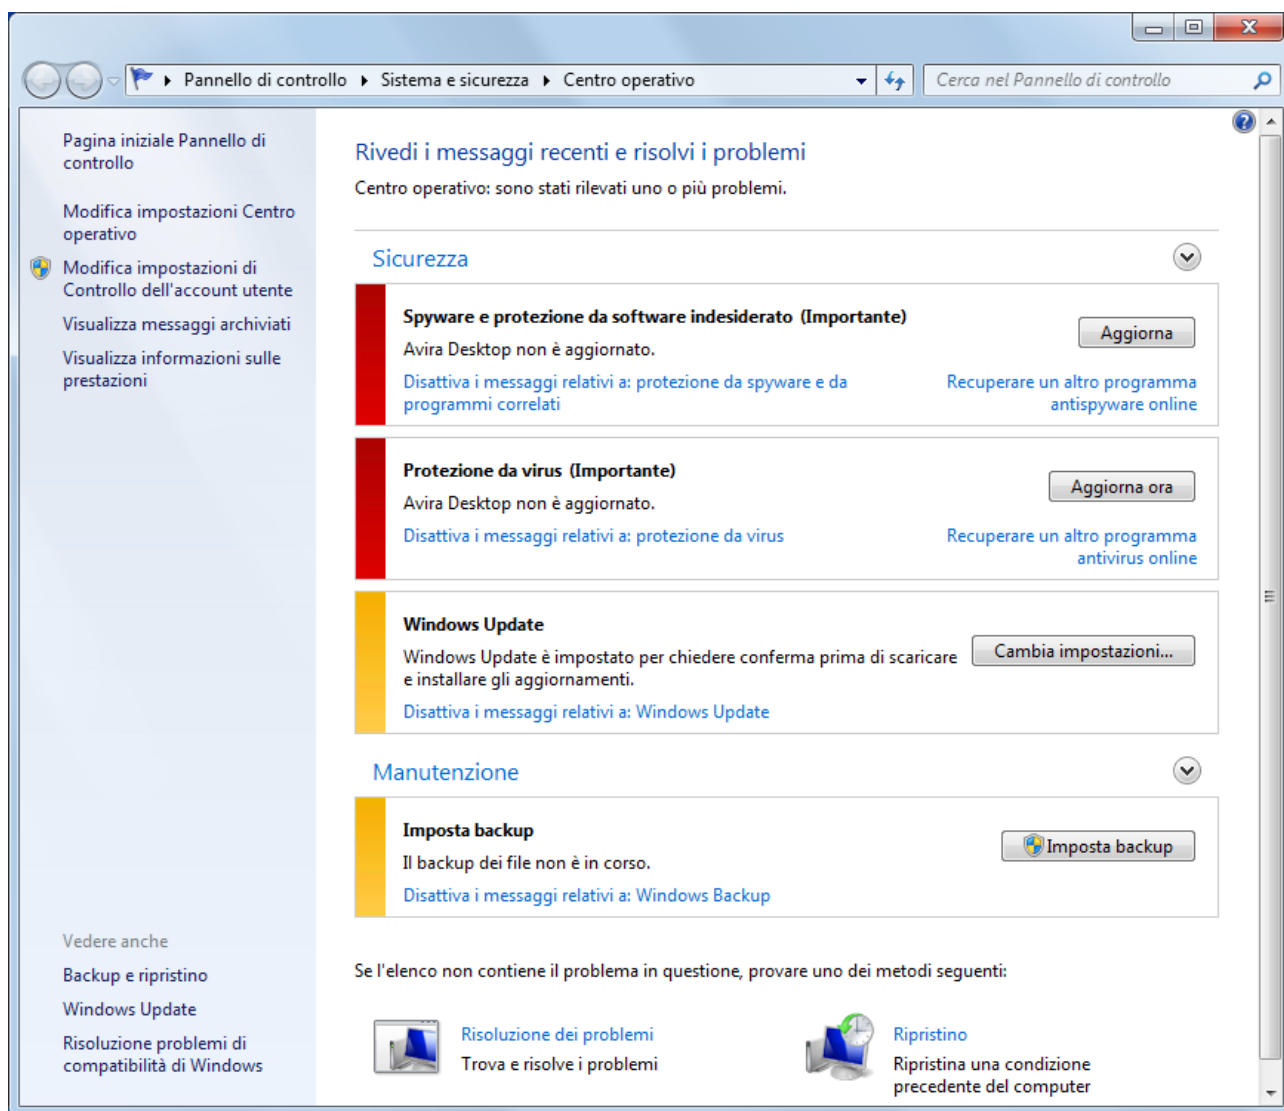 Pannello di controllo Sistema e sicurezza Centro operativo
Cerca nel Pannello di controllo
Pagina iniziale Pannello di
controllo
Modifica impostazioni Centro
operativo
Modifica impostazioni di
Controllo dell'account utente
Visualizza messaggi archiviati
Visualizza informazioni sulle
prestazioni
Vedere anche
Backup e ripristino
Windows Update
Risoluzione problemi di
compatibilità di Windows
Rivedi i messaggi recenti e risolvi i problemi
Centro operativo: sono stati rilevati uno o più problemi.
Sicurezza
Spyware e protezione da software indesiderato (Importante)
Avira Desktop non è aggiornato.
Aggiorna
Disattiva i messaggi relativi a: protezione da spyware e da
programmi correlati
Recuperare un altro programma
antispyware online
Protezione da virus (Importante)
Avira Desktop non è aggiornato.
Aggiorna ora
Disattiva i messaggi relativi a: protezione da virus
Recuperare un altro programma
antivirus online
Windows Update
Windows Update è impostato per chiedere conferma prima di scaricare
e installare gli aggiornamenti.
Cambia impostazioni...
Disattiva i messaggi relativi a: Windows Update
Manutenzione
Imposta backup
Il backup dei file non è in corso.
Imposta backup
Disattiva i messaggi relativi a: Windows Backup
Se l'elenco non contiene il problema in questione, provare uno dei metodi seguenti:
Risoluzione dei problemi
Trova e risolve i problemi
Ripristino
Ripristina una condizione
precedente del computer